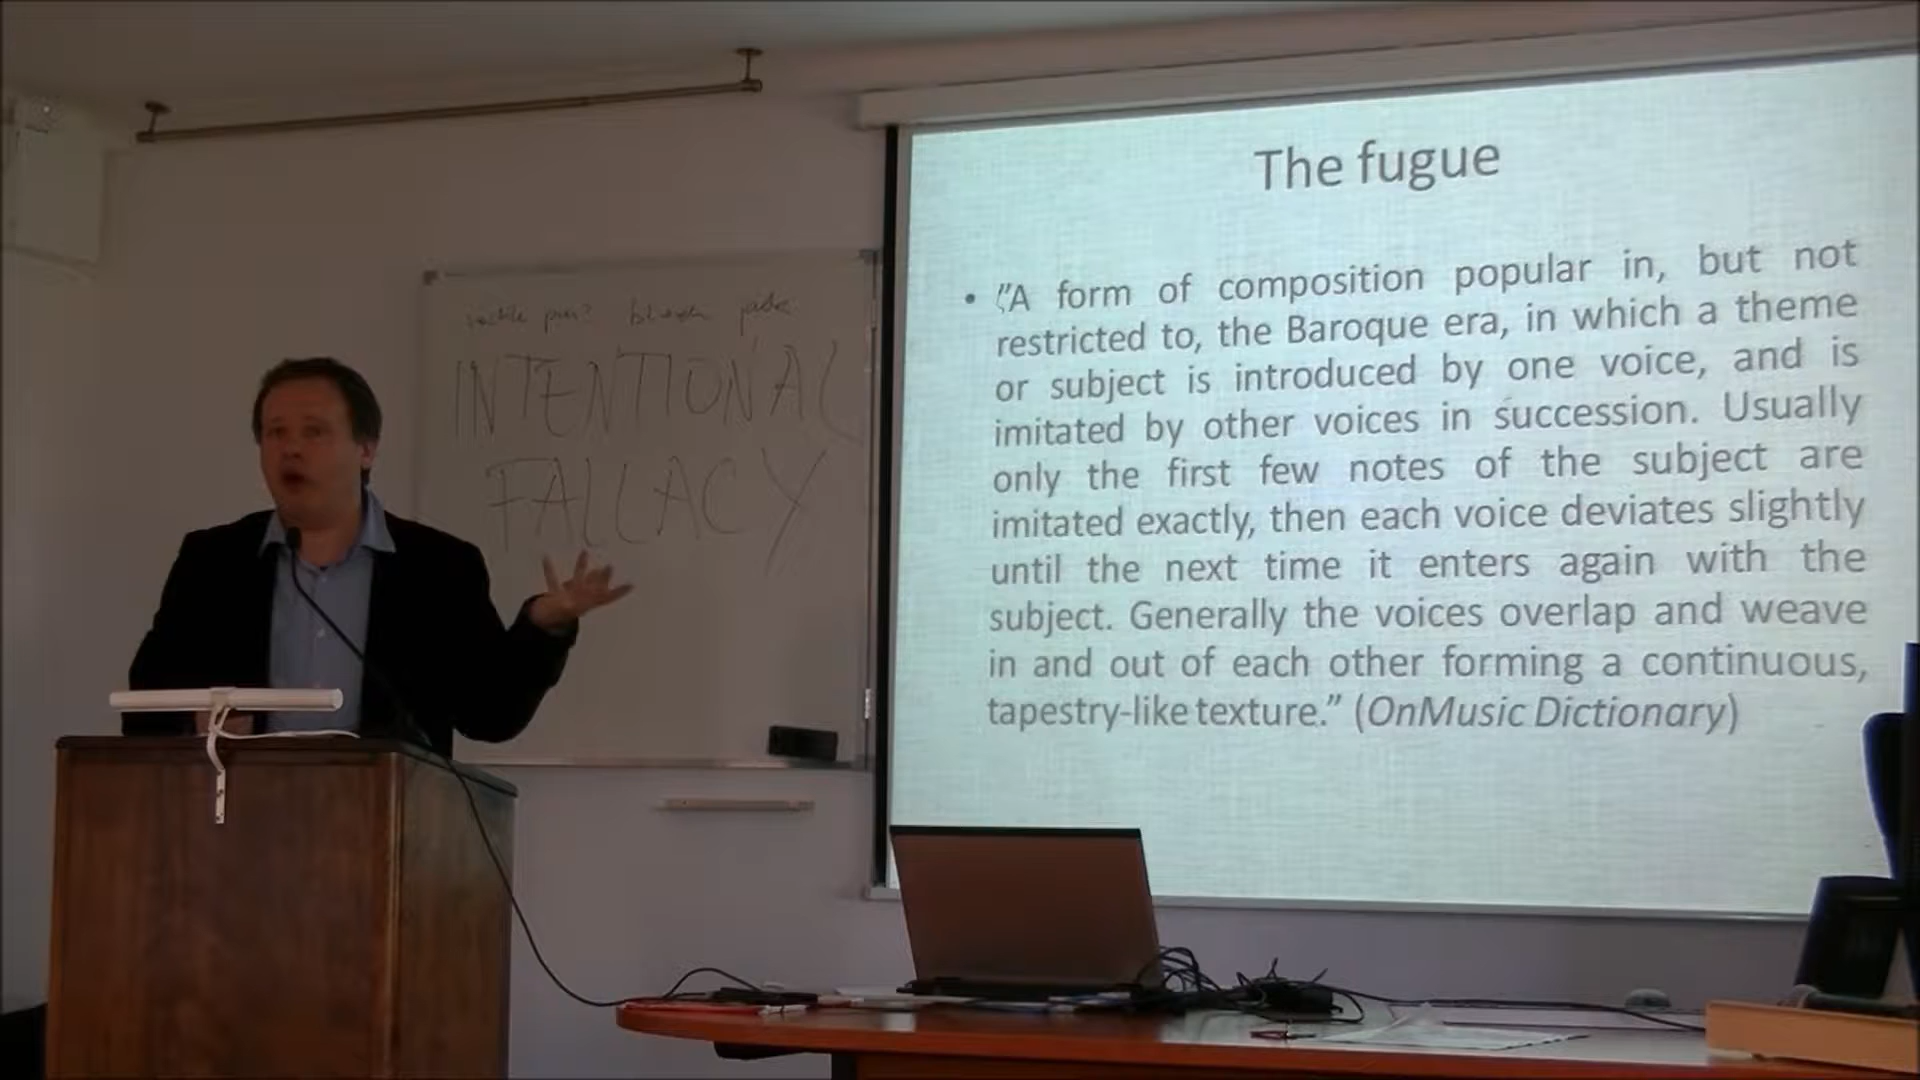 INTENTIONAL
FALLACY
The fugue
• "A form of composition popular in, but not
restricted to, the Baroque era, in which a theme
or subject is introduced by one voice, and is
imitated by other voices in succession. Usually
only the first few notes of the subject are
imitated exactly, then each voice deviates slightly
until the next time it enters again with the
subject. Generally the voices overlap and weave
in and out of each other forming a continuous,
tapestry-like texture.” (OnMusic Dictionary)